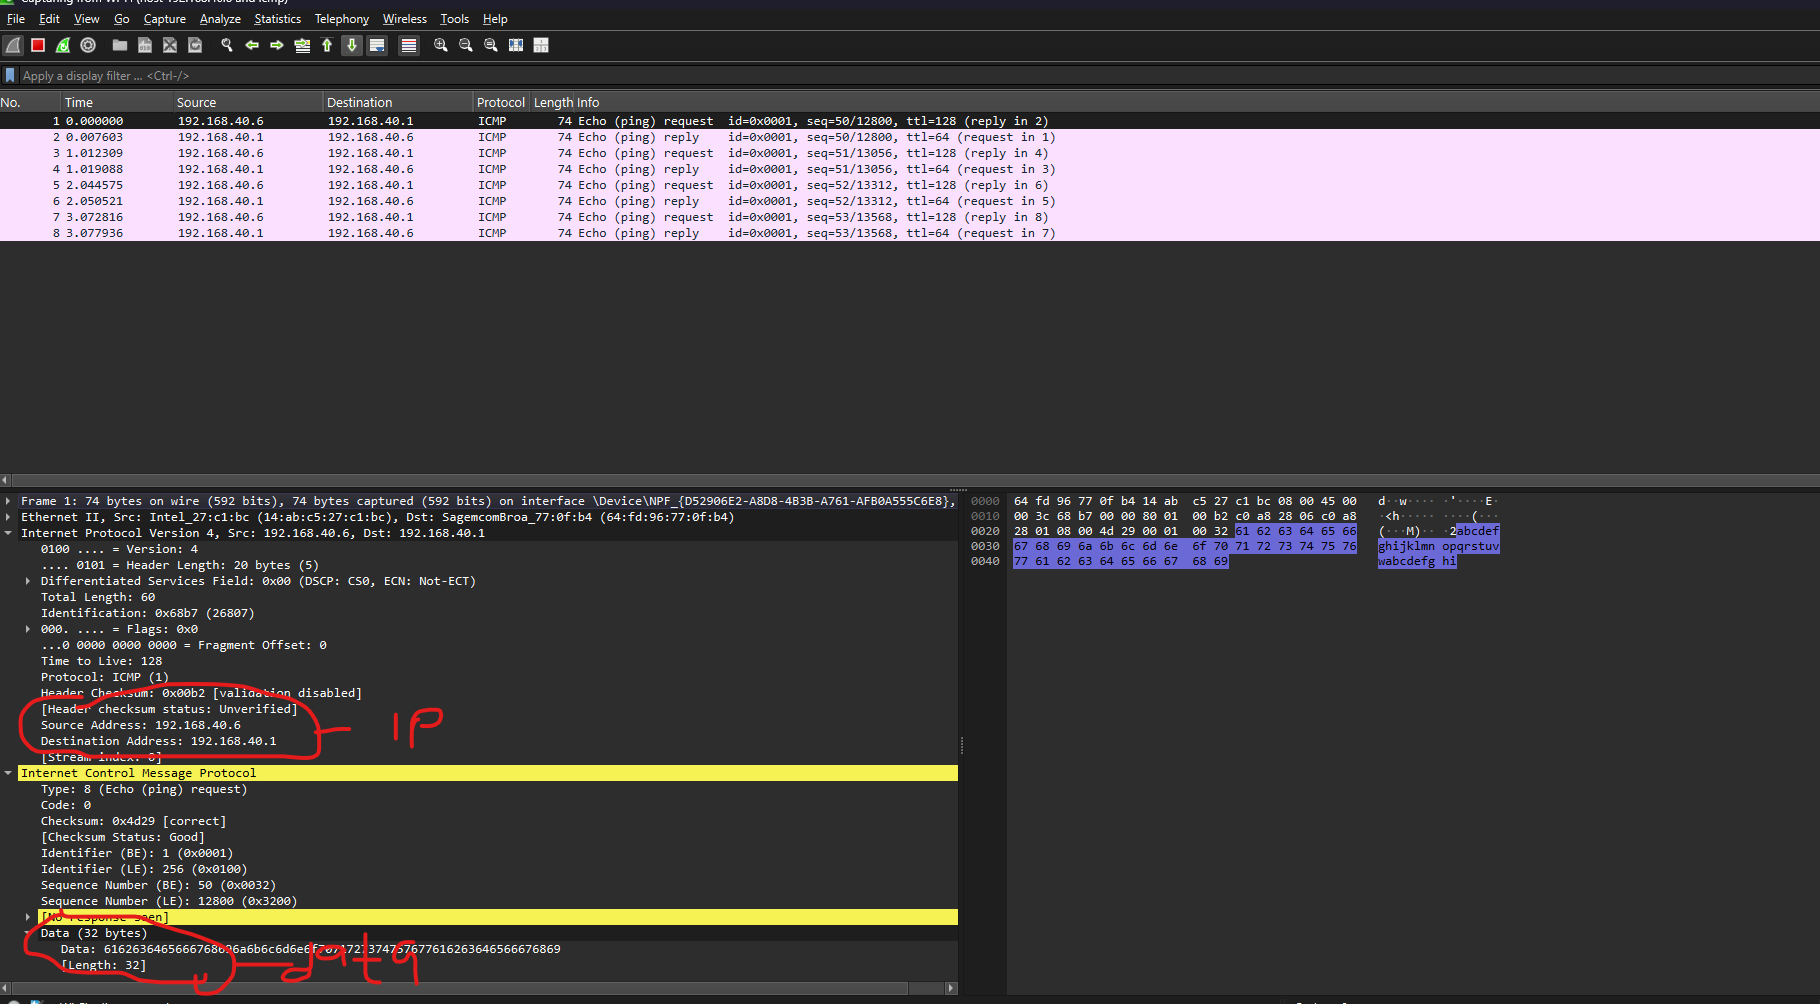 File Edit View Go Capture Analyze Statistics Telephony Wireless Tools Help
Apply a display filter ... <Ctrl-/>
No. Time Source Destination Protocol Length Info
1 0.000000 192.168.40.6 192.168.40.1 ICMP 74 Echo (ping) request id=0x0001, seq=50/12800, ttl=128 (reply in 2)
2 0.007603 192.168.40.1 192.168.40.6 ICMP 74 Echo (ping) reply id=0x0001, seq=50/12800, ttl=64 (request in 1)
3 1.012309 192.168.40.6 192.168.40.1 ICMP 74 Echo (ping) request id=0x0001, seq=51/13056, ttl=128 (reply in 4)
4 1.019088 192.168.40.1 192.168.40.6 ICMP 74 Echo (ping) reply id=0x0001, seq=51/13056, ttl=64 (request in 3)
5 2.044575 192.168.40.6 192.168.40.1 ICMP 74 Echo (ping) request id=0x0001, seq=52/13312, ttl=128 (reply in 6)
6 2.050521 192.168.40.1 192.168.40.6 ICMP 74 Echo (ping) reply id=0x0001, seq=52/13312, ttl=64 (request in 5)
7 3.072816 192.168.40.6 192.168.40.1 ICMP 74 Echo (ping) request id=0x0001, seq=53/13568, ttl=128 (reply in 8)
8 3.077936 192.168.40.1 192.168.40.6 ICMP 74 Echo (ping) reply id=0x0001, seq=53/13568, ttl=64 (request in 7)
Frame 1: 74 bytes on wire (592 bits), 74 bytes captured (592 bits) on interface \Device\NPF_{D52906E2-A8D8-4B3B-A761-AFB0A555C6E8},
Ethernet II, Src: Intel_27:c1:bc (14:ab:c5:27:c1:bc), Dst: SagemcomBroa_77:0f:b4 (64:fd:96:77:0f:b4)
Internet Protocol Version 4, Src: 192.168.40.6, Dst: 192.168.40.1
0100 .... = Version: 4
.... 0101 = Header Length: 20 bytes (5)
Differentiated Services Field: 0x00 (DSCP: CS0, ECN: Not-ECT)
Total Length: 60
Identification: 0x68b7 (26807)
000. .... = Flags: 0x0
...0 0000 0000 0000 = Fragment Offset: 0
Time to Live: 128
Protocol: ICMP (1)
Header Checksum: 0x00b2 [validation disabled]
[Header checksum status: Unverified]
Source Address: 192.168.40.6
Destination Address: 192.168.40.1
[Stream index: 0]
IP
Internet Control Message Protocol
Type: 8 (Echo (ping) request)
Code: 0
Checksum: 0x4d29 [correct]
[Checksum Status: Good]
Identifier (BE): 1 (0x0001)
Identifier (LE): 256 (0x0100)
Sequence Number (BE): 50 (0x0032)
Sequence Number (LE): 12800 (0x3200)
[No response seen]
Data (32 bytes)
Data: 6162636465666768696a6b6c6d6e6f7071727374757677616263646566676869
[Length: 32]
data
0000 64 fd 96 77 0f b4 14 ab c5 27 c1 bc 08 00 45 00 d··w···· ·'····E·
0010 00 3c 68 b7 00 00 80 01 00 b2 c0 a8 28 06 c0 a8 ·<h····· ····(···
0020 28 01 08 00 4d 29 00 01 00 32 61 62 63 64 65 66 (···M)·· ·2abcdef
0030 67 68 69 6a 6b 6c 6d 6e 6f 70 71 72 73 74 75 76 ghijklmn opqrstuv
0040 77 61 62 63 64 65 66 67 68 69 wabcdefg hi